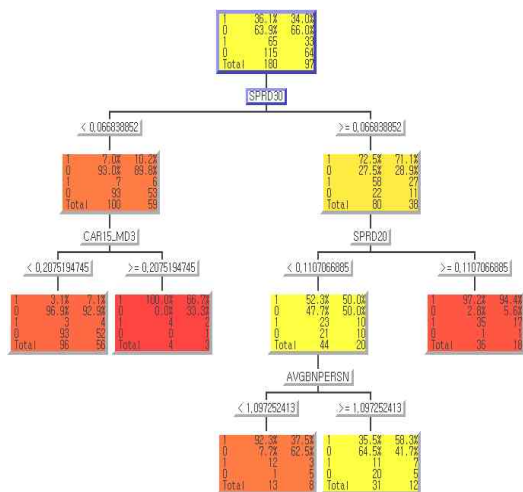 1 36.1% 34.0%
0 63.9% 66.0%
1 65 33
0 115 64
Total 180 97
SPRD30
< 0,066838852
>= 0,066838852
1 7.0% 10.2%
0 93.0% 89.8%
1 7 6
0 93 53
Total 100 59
1 72.5% 71.1%
0 27.5% 28.9%
1 58 27
0 22 11
Total 80 38
CAR15_MD3
SPRD20
< 0,2075194745
>= 0,2075194745
< 0,1107066885
>= 0,1107066885
1 3.1% 7.1%
0 96.9% 92.9%
1 3 4
0 93 52
Total 96 56
1 100.0% 66.7%
0 0.0% 33.3%
1 4 2
0 0 1
Total 4 3
1 52.3% 50.0%
0 47.7% 50.0%
1 23 10
0 21 10
Total 44 20
1 97.2% 94.4%
0 2.8% 5.6%
1 35 17
0 1 1
Total 36 18
AVGBNPERSN
< 1,097252413
>= 1,097252413
1 92.3% 37.5%
0 7.7% 62.5%
1 12 3
0 1 5
Total 13 8
1 35.5% 58.3%
0 64.5% 41.7%
1 11 7
0 20 5
Total 31 12